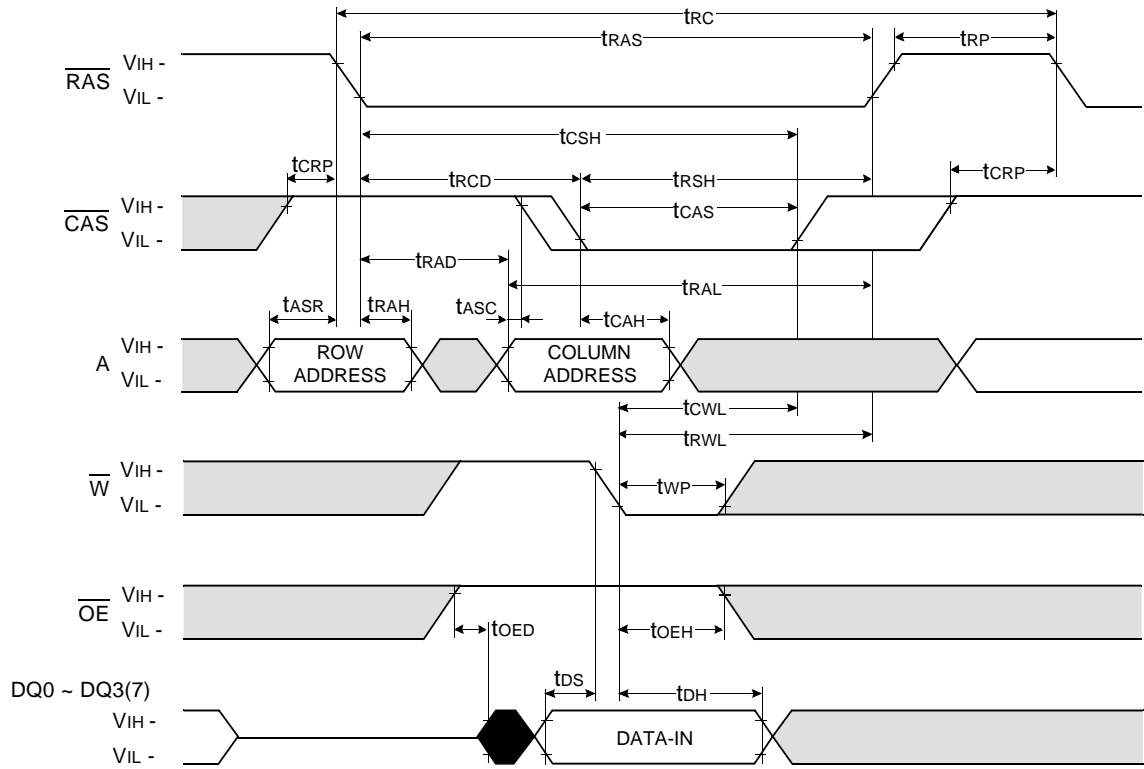 tRC
tRAS
tRP
RAS
VIH -
VIL -
tCSH
tCRP
tRCD
tRSH
tCRP
CAS
VIH -
VIL -
tCAS
tRAD
tRAL
tASR
tRAH
tASC
tCAH
A
VIH -
VIL -
ROW
ADDRESS
COLUMN
ADDRESS
tCWL
tRWL
W
VIH -
VIL -
tWP
OE
VIH -
VIL -
tOED
tOEH
DQ0 ~ DQ3(7)
tDS
tDH
VIH -
VIL -
DATA-IN